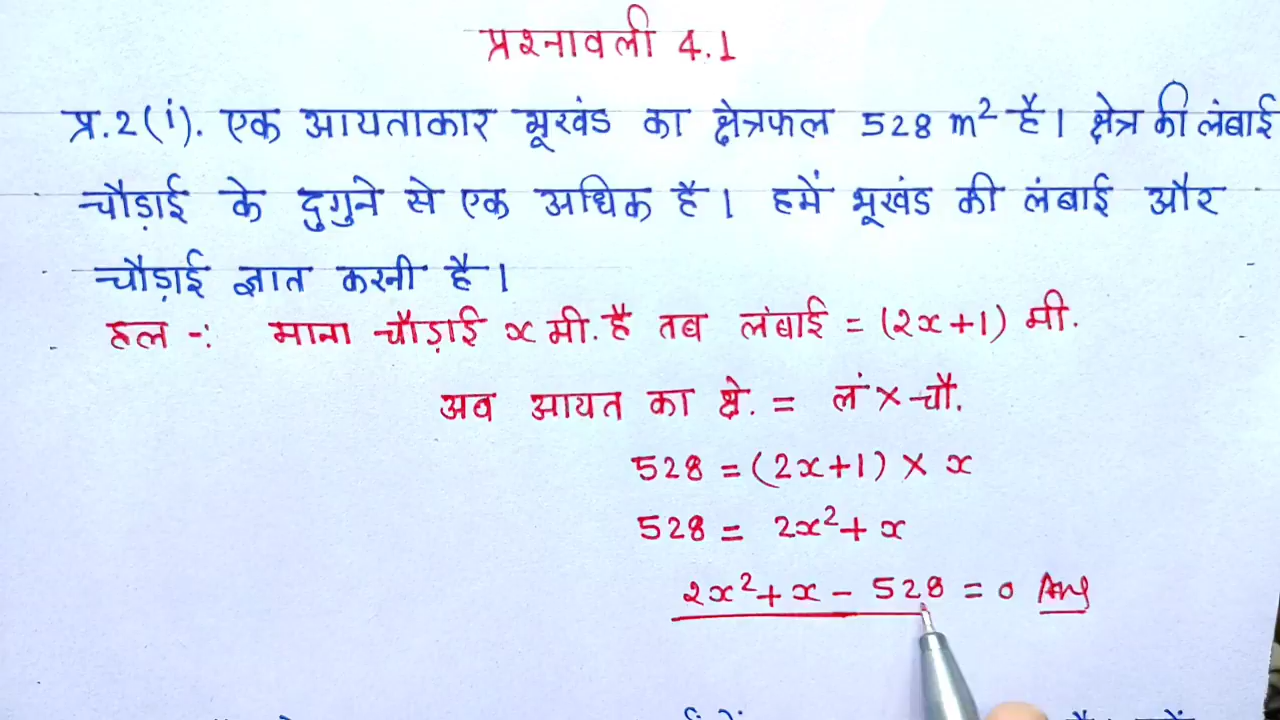 प्रश्नावली 4.1
प्र.2(i). एक आयताकार भूखंड का क्षेत्रफल 528 m² है। क्षेत्र की लंबाई
चौड़ाई के दुगुने से एक अधिक है। हमें भूखंड की लंबाई और
चौड़ाई ज्ञात करनी है।
हल -: माना चौड़ाई x मी. है तब लंबाई = (2x+1) मी.
अब आयत का क्षे. = लं × चौ.
528 = (2x+1) × x
528 = 2x² + x
2x² + x - 528 = 0 Ans